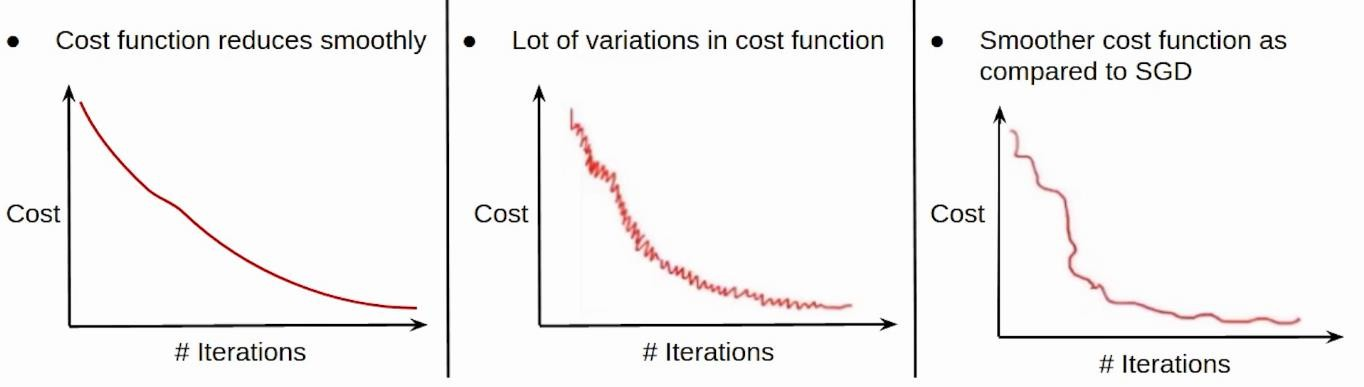 ● Cost function reduces smoothly
Cost
# Iterations
● Lot of variations in cost function
Cost
# Iterations
● Smoother cost function as
compared to SGD
Cost
# Iterations